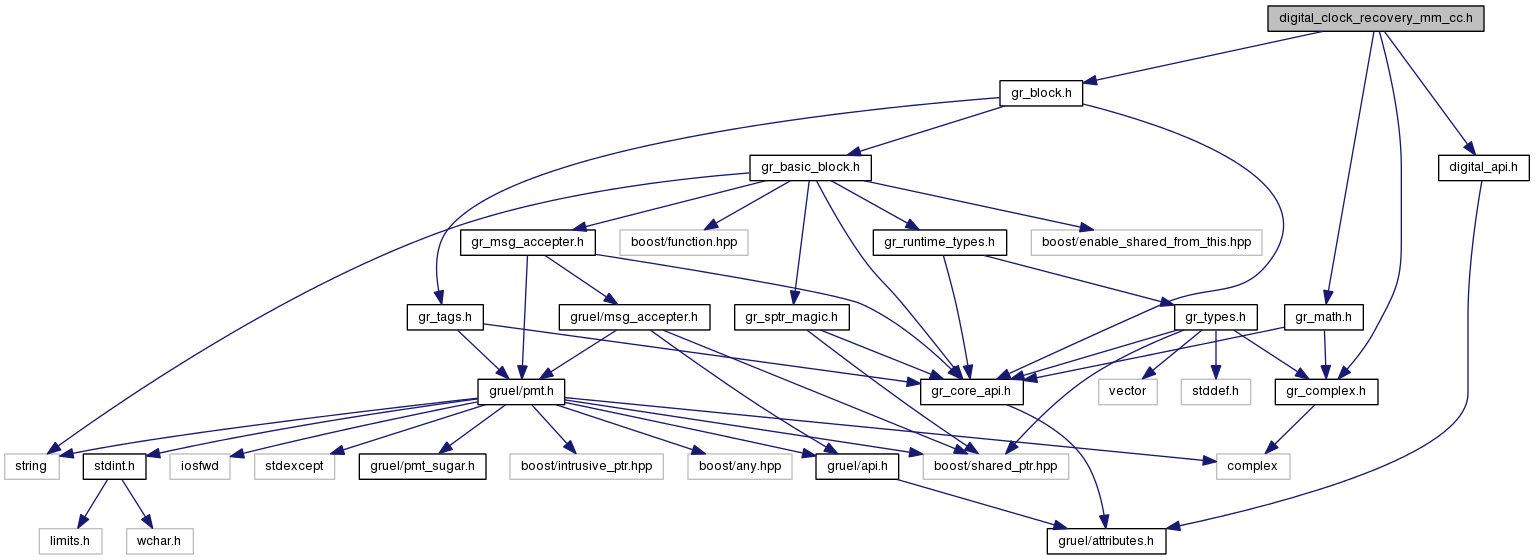 digital_clock_recovery_mm_cc.h
gr_block.h
gr_basic_block.h
digital_api.h
gr_msg_accepter.h
boost/function.hpp
gr_runtime_types.h
boost/enable_shared_from_this.hpp
gr_tags.h
gruel/msg_accepter.h
gr_sptr_magic.h
gr_types.h
gr_math.h
gruel/pmt.h
gr_core_api.h
vector
stddef.h
gr_complex.h
string
stdint.h
iosfwd
stdexcept
gruel/pmt_sugar.h
boost/intrusive_ptr.hpp
boost/any.hpp
gruel/api.h
boost/shared_ptr.hpp
complex
limits.h
wchar.h
gruel/attributes.h